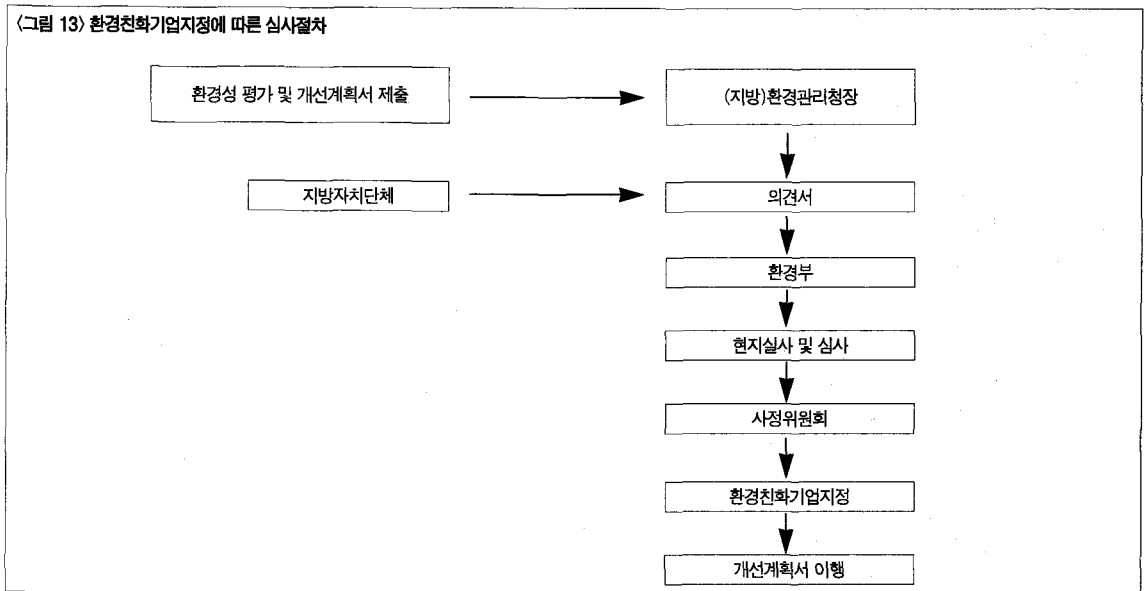 〈그림 13〉 환경친화기업지정에 따른 심사절차
환경성 평가 및 개선계획서 제출
(지방)환경관리청장
지방자치단체
의견서
환경부
현지실사 및 심사
사정위원회
환경친화기업지정
개선계획서 이행